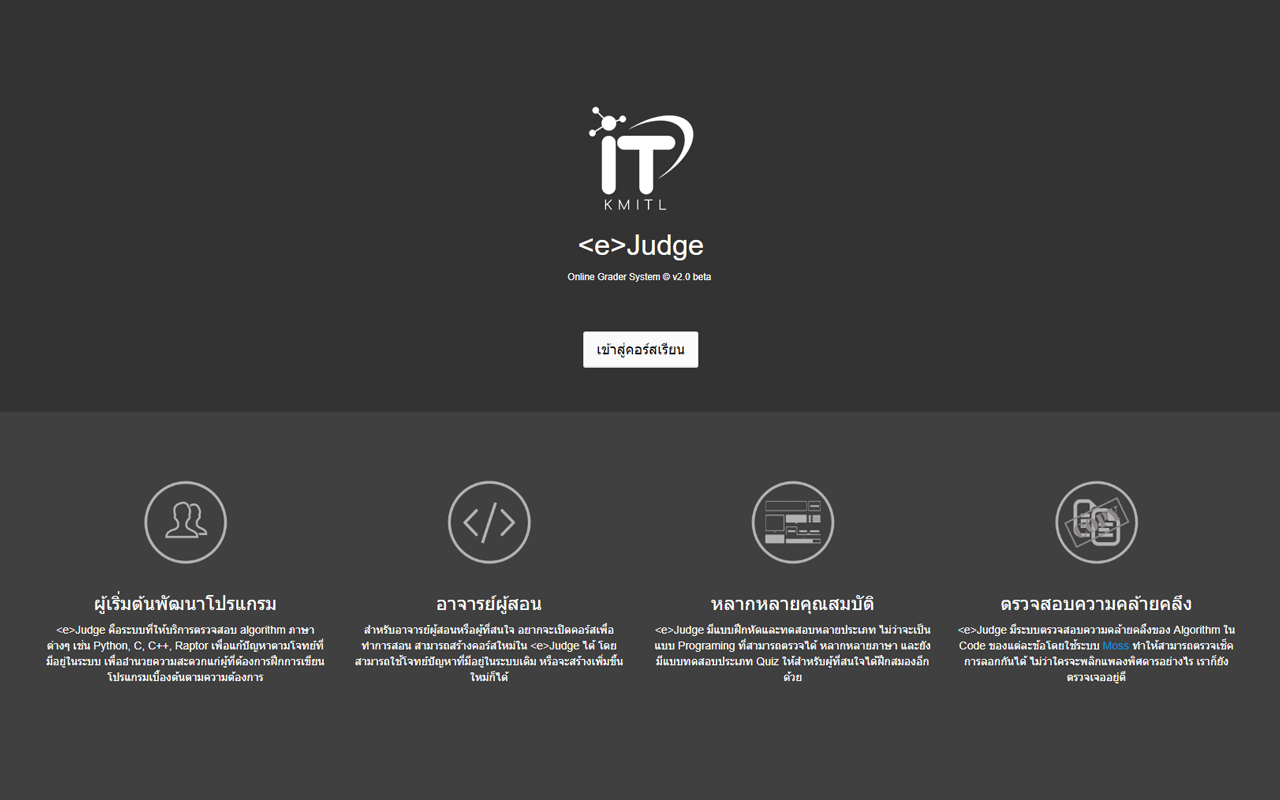 iT
KMITL
<e>Judge
Online Grader System © v2.0 beta
เข้าสู่คอร์สเรียน
ผู้เริ่มต้นพัฒนาโปรแกรม
<e>Judge คือระบบที่ให้บริการตรวจสอบ algorithm ภาษา
ต่างๆ เช่น Python, C, C++, Raptor เพื่อแก้ปัญหาตามโจทย์ที่
มีอยู่ในระบบ เพื่ออำนวยความสะดวกแก่ผู้ที่ต้องการฝึกการเขียน
โปรแกรมเบื้องต้นตามความต้องการ
อาจารย์ผู้สอน
สำหรับอาจารย์ผู้สอนหรือผู้ที่สนใจ อยากจะเปิดคอร์สเพื่อ
ทำการสอน สามารถสร้างคอร์สใหม่ใน <e>Judge ได้ โดย
สามารถใช้โจทย์ปัญหาที่มีอยู่ในระบบเดิม หรือจะสร้างเพิ่มขึ้น
ใหม่ก็ได้
หลากหลายคุณสมบัติ
<e>Judge มีแบบฝึกหัดและทดสอบหลายประเภท ไม่ว่าจะเป็น
แบบ Programing ที่สามารถตรวจได้ หลากหลายภาษา และยัง
มีแบบทดสอบประเภท Quiz ให้สำหรับผู้ที่สนใจได้ฝึกสมองอีก
ด้วย
ตรวจสอบความคล้ายคลึง
<e>Judge มีระบบตรวจสอบความคล้ายคลึงของ Algorithm ใน
Code ของแต่ละข้อโดยใช้ระบบ Moss ทำให้สามารถตรวจเช็ค
การลอกกันได้ ไม่ว่าใครจะพลิกแพลงพิศดารอย่างไร เราก็ยัง
ตรวจเจออยู่ดี